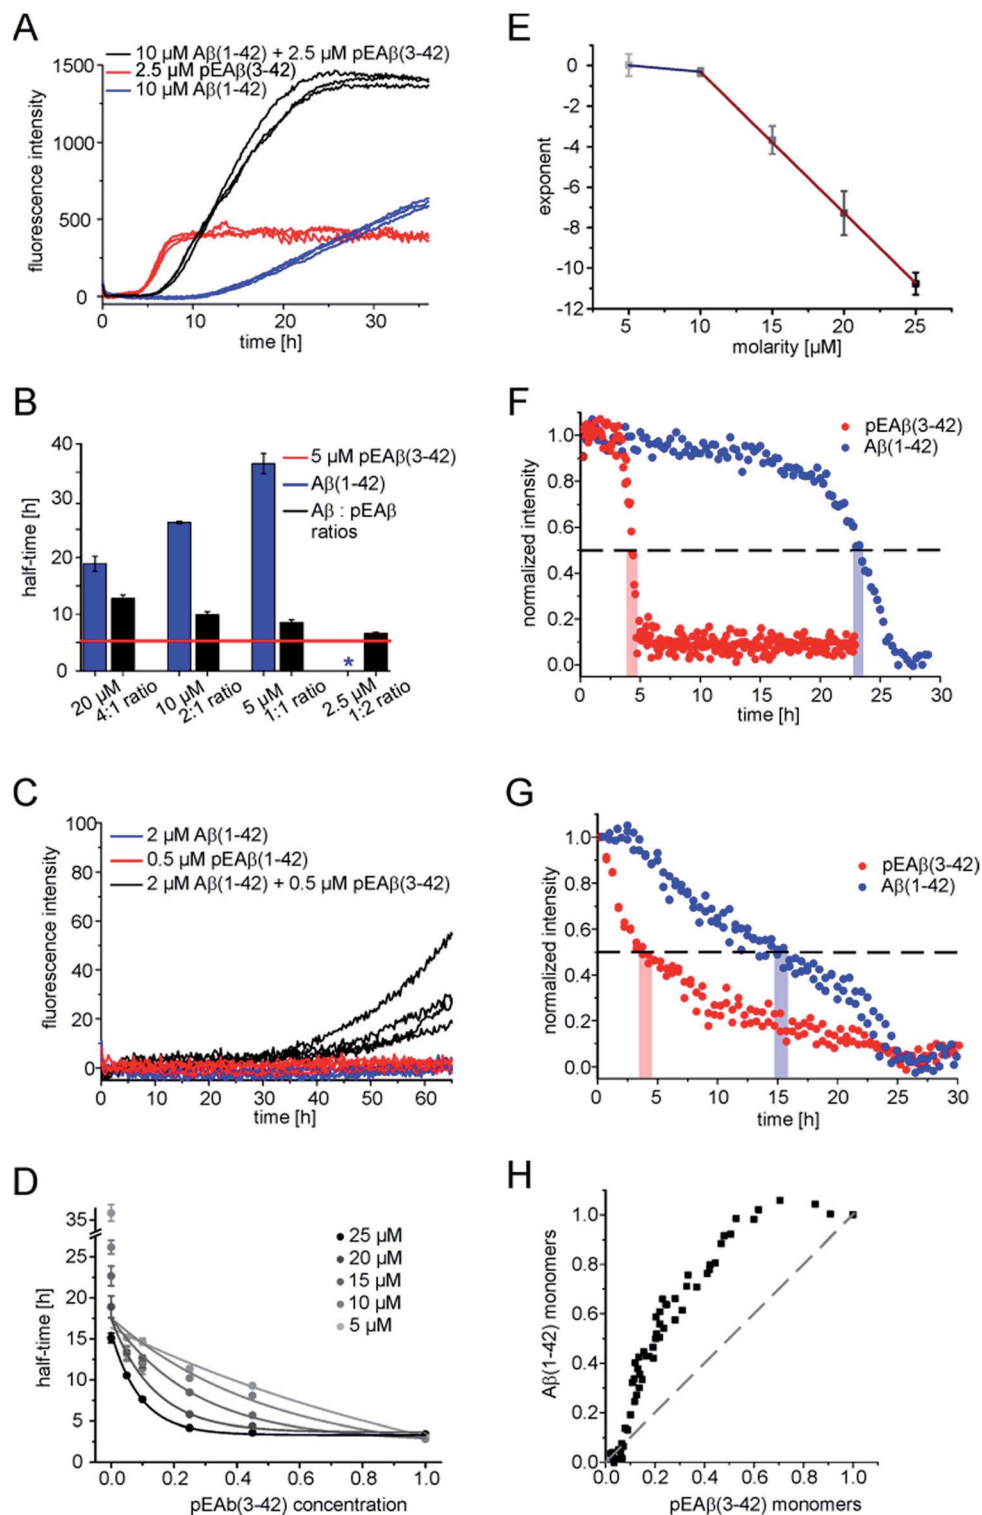 A
10 µM Aβ(1-42) + 2.5 µM pEAβ(3-42)
2.5 µM pEAβ(3-42)
10 µM Aβ(1-42)
1500
1000
500
0
fluorescence intensity
0 10 20 30
time [h]
B
40
30
20
10
0
half-time [h]
5 µM pEAβ(3-42)
Aβ(1-42)
Aβ : pEAβ
ratios
*
20 µM
4:1 ratio
10 µM
2:1 ratio
5 µM
1:1 ratio
2.5 µM
1:2 ratio
C
100
80
60
40
20
0
fluorescence intensity
2 µM Aβ(1-42)
0.5 µM pEAβ(1-42)
2 µM Aβ(1-42) + 0.5 µM pEAβ(3-42)
0 10 20 30 40 50 60
time [h]
D
35
25
20
15
10
5
0
half-time [h]
25 µM
20 µM
15 µM
10 µM
5 µM
0.0 0.2 0.4 0.6 0.8 1.0
pEAb(3-42) concentration
E
0
-2
-4
-6
-8
-10
-12
exponent
5 10 15 20 25
molarity [µM]
F
pEAβ(3-42)
Aβ(1-42)
1.0
0.8
0.6
0.4
0.2
0.0
normalized intensity
0 5 10 15 20 25 30
time [h]
G
pEAβ(3-42)
Aβ(1-42)
1.0
0.8
0.6
0.4
0.2
0.0
normalized intensity
0 5 10 15 20 25 30
time [h]
H
1.0
0.8
0.6
0.4
0.2
0.0
Aβ(1-42) monomers
0.0 0.2 0.4 0.6 0.8 1.0
pEAβ(3-42) monomers